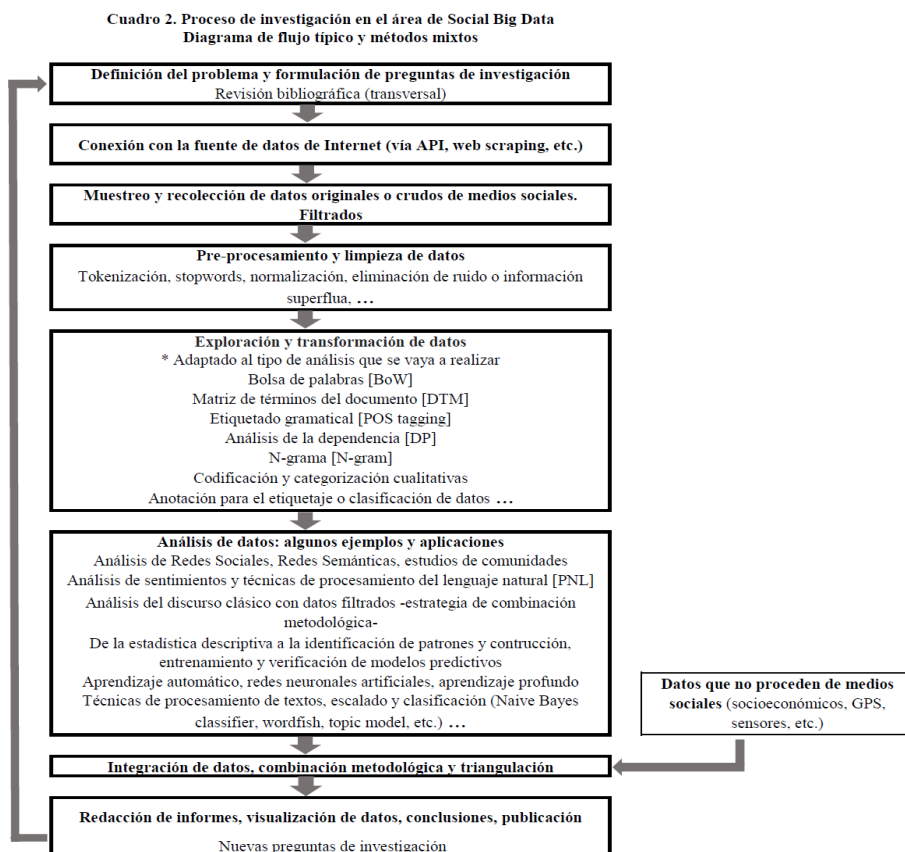 Cuadro 2. Proceso de investigación en el área de Social Big Data
Diagrama de flujo típico y métodos mixtos
Definición del problema y formulación de preguntas de investigación
Revisión bibliográfica (transversal)
Conexión con la fuente de datos de Internet (vía API, web scraping, etc.)
Muestreo y recolección de datos originales o crudos de medios sociales.
Filtrados
Pre-procesamiento y limpieza de datos
Tokenización, stopwords, normalización, eliminación de ruido o información
superflua, ...
Exploración y transformación de datos
* Adaptado al tipo de análisis que se vaya a realizar
Bolsa de palabras [BoW]
Matriz de términos del documento [DTM]
Etiquetado gramatical [POS tagging]
Análisis de la dependencia [DP]
N-grama [N-gram]
Codificación y categorización cualitativas
Anotación para el etiquetaje o clasificación de datos ...
Análisis de datos: algunos ejemplos y aplicaciones
Análisis de Redes Sociales, Redes Semánticas, estudios de comunidades
Análisis de sentimientos y técnicas de procesamiento del lenguaje natural [PNL]
Análisis del discurso clásico con datos filtrados -estrategia de combinación
metodológica-
De la estadística descriptiva a la identificación de patrones y contrucción,
entrenamiento y verificación de modelos predictivos
Aprendizaje automático, redes neuronales artificiales, aprendizaje profundo
Técnicas de procesamiento de textos, escalado y clasificación (Naive Bayes
classifier, wordfish, topic model, etc.) ...
Datos que no proceden de medios
sociales (socioeconómicos, GPS,
sensores, etc.)
Integración de datos, combinación metodológica y triangulación
Redacción de informes, visualización de datos, conclusiones, publicación
Nuevas preguntas de investigación